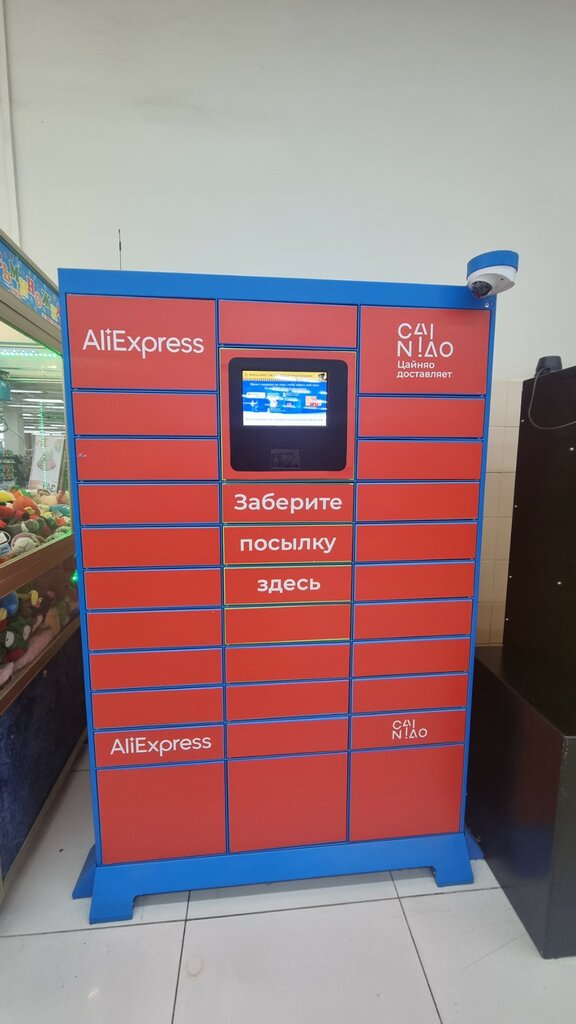 AliExpress
CAI
NIAO
Цайняо
доставляет
Заберите
посылку
здесь
AliExpress
CAI
NIAO